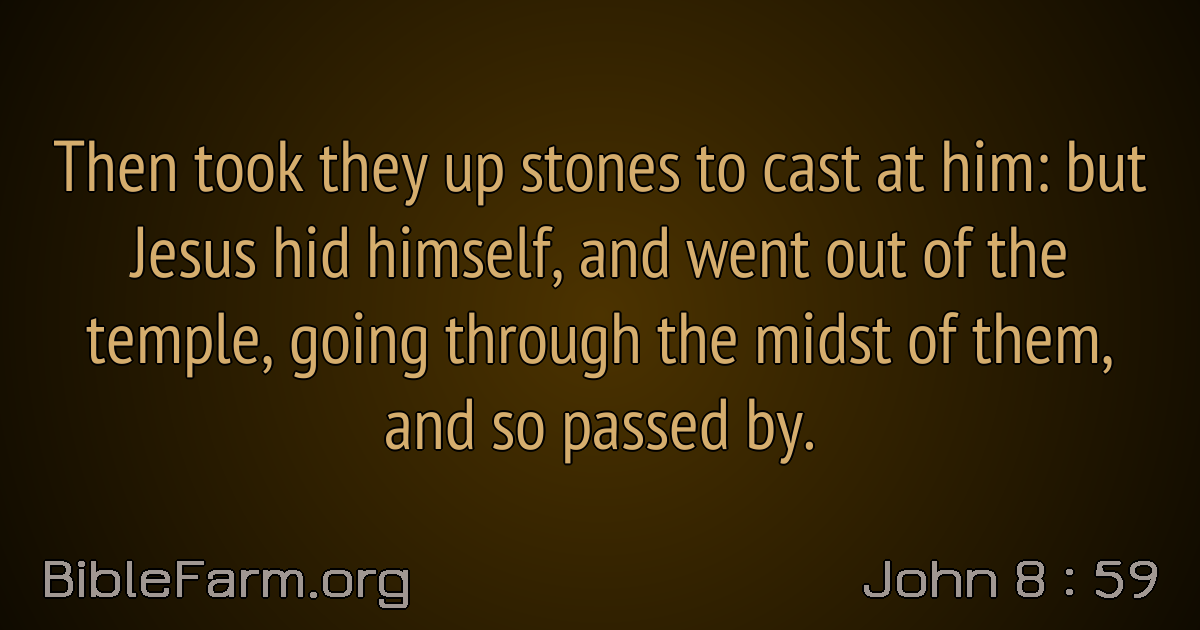 Then took they up stones to cast at him: but
Jesus hid himself, and went out of the
temple, going through the midst of them,
and so passed by.
BibleFarm.org
John 8 : 59